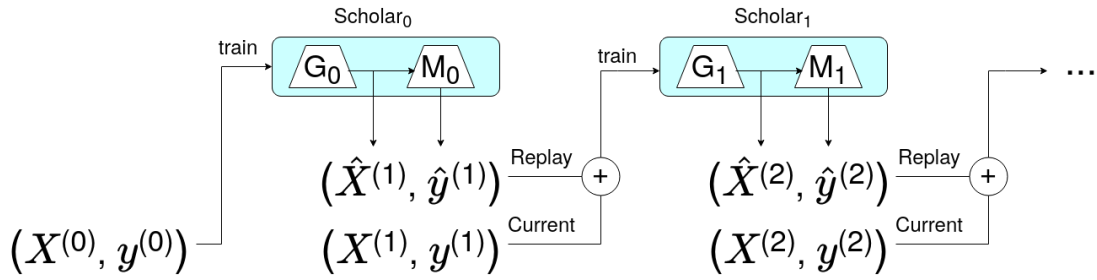 Scholar₀
Scholar₁
train
G₀
M₀
train
G₁
M₁
...
(X̂⁽¹⁾, ŷ⁽¹⁾)
Replay
+
(X̂⁽²⁾, ŷ⁽²⁾)
Replay
+
(X⁽⁰⁾, y⁽⁰⁾)
(X⁽¹⁾, y⁽¹⁾)
Current
(X⁽²⁾, y⁽²⁾)
Current